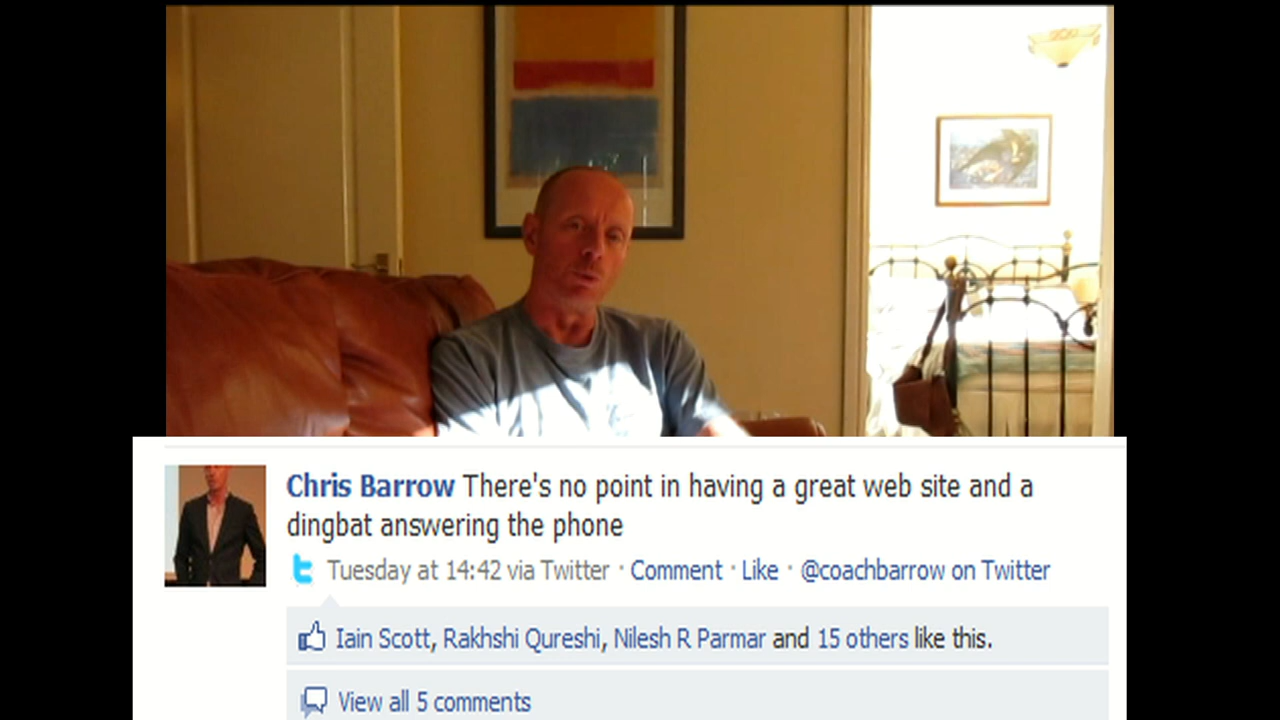 Chris Barrow There's no point in having a great web site and a
dingbat answering the phone
Tuesday at 14:42 via Twitter · Comment · Like · @coachbarrow on Twitter
Iain Scott, Rakhshi Qureshi, Nilesh R Parmar and 15 others like this.
View all 5 comments